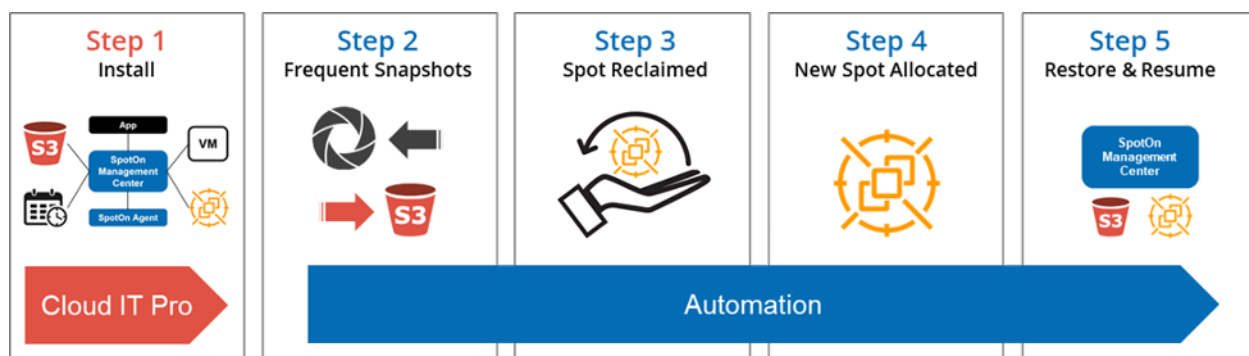 Step 1
Install
S3
App
VM
SpotOn
Management
Center
SpotOn Agent
Step 2
Frequent Snapshots
S3
Step 3
Spot Reclaimed
Step 4
New Spot Allocated
Step 5
Restore & Resume
SpotOn
Management
Center
S3
Cloud IT Pro
Automation